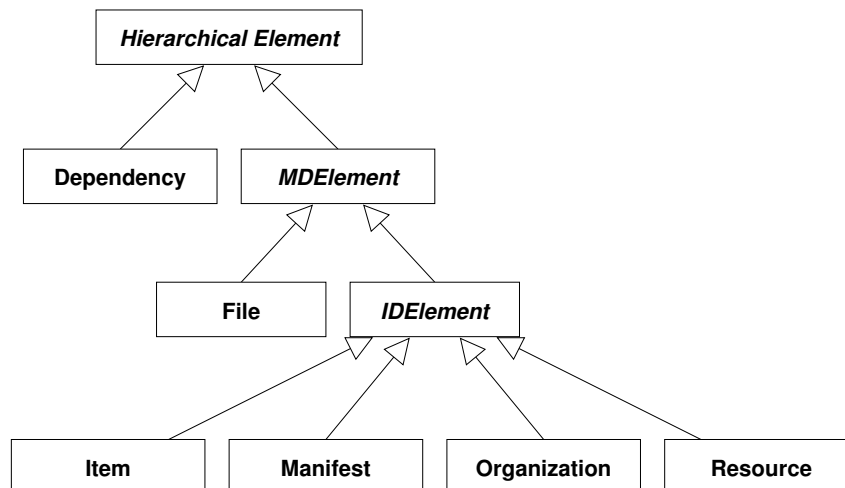 Hierarchical Element
Dependency
MDElement
File
IDElement
Item
Manifest
Organization
Resource